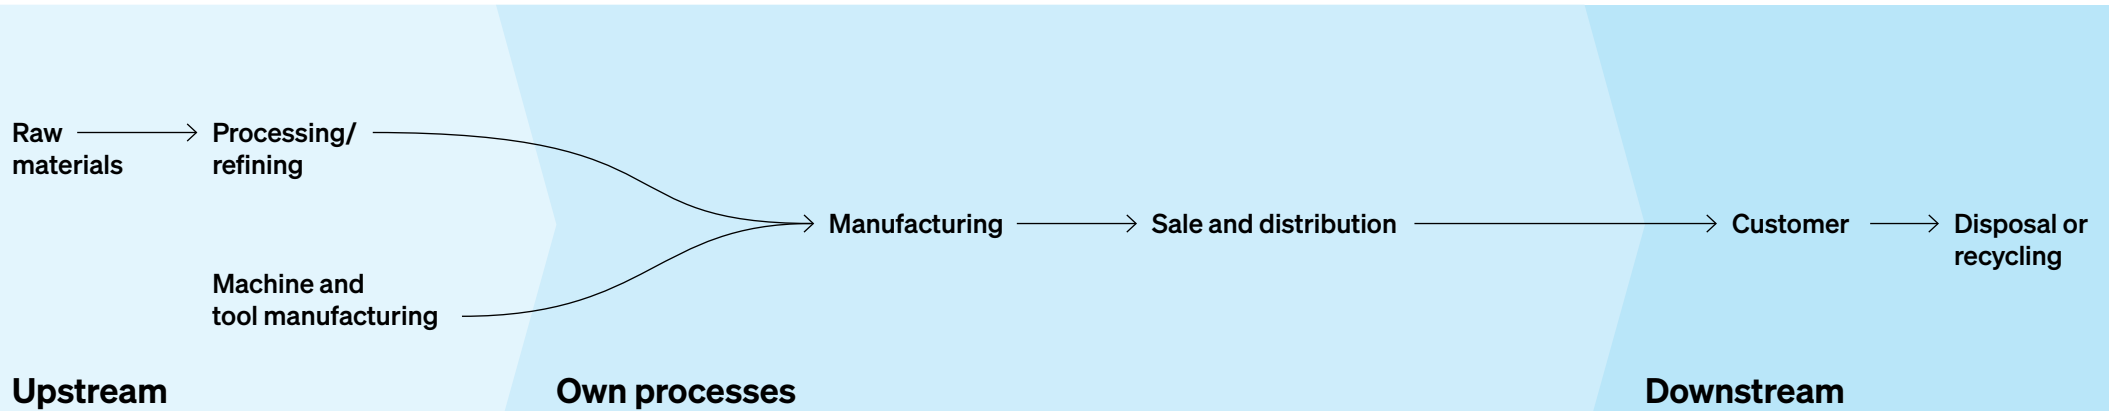 Raw
materials
Processing/
refining
Machine and
tool manufacturing
Manufacturing
Sale and distribution
Customer
Disposal or
recycling
Upstream
Own processes
Downstream